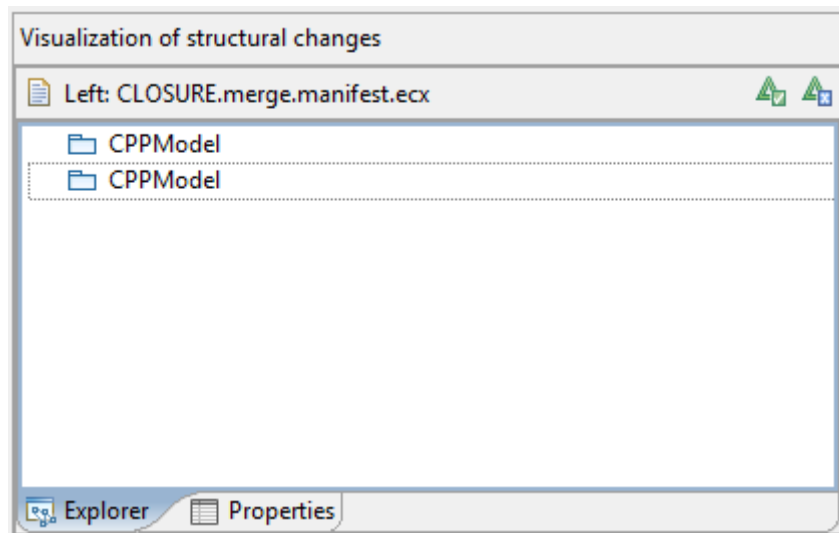 Visualization of structural changes
Left: CLOSURE.merge.manifest.ecx
CPPModel
CPPModel
Explorer Properties